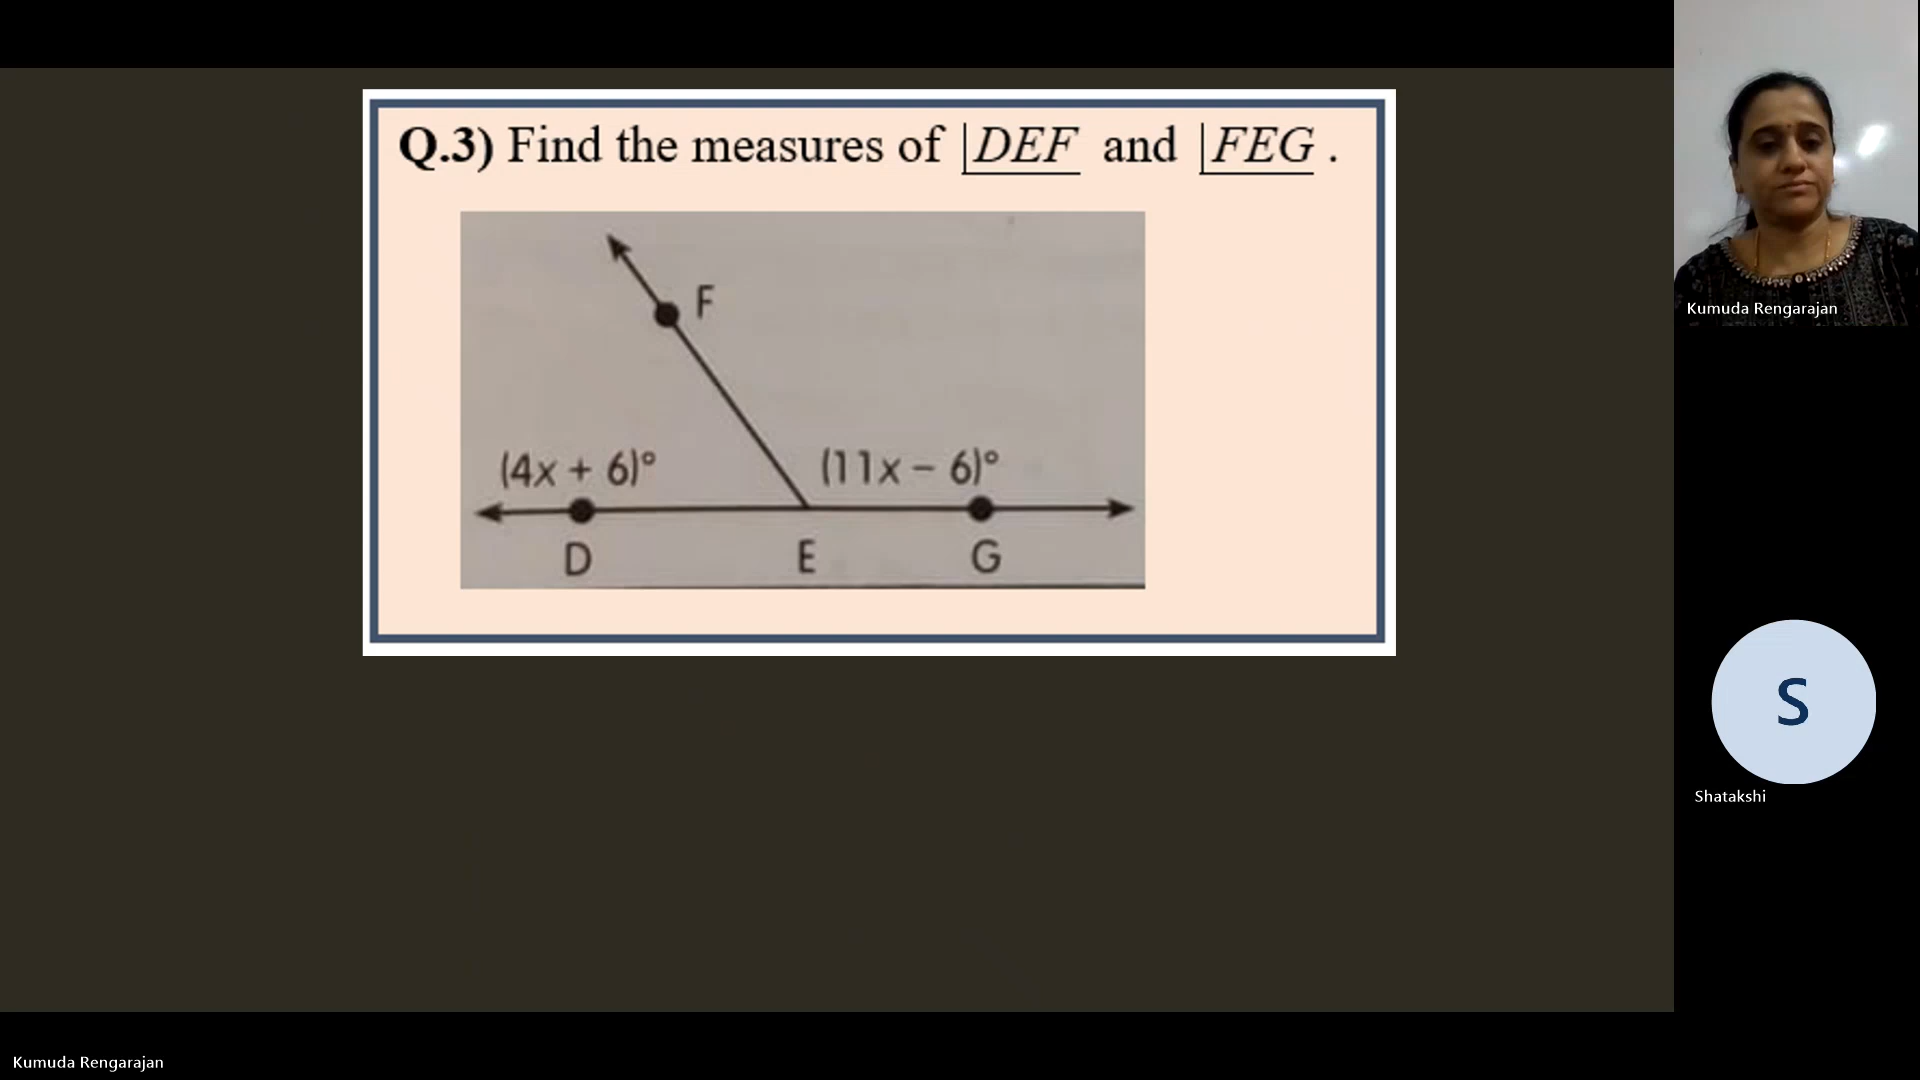 Q.3) Find the measures of |DEF and |FEG .
F
(4x + 6)° (11x – 6)°
D E G
Kumuda Rengarajan
S
Shatakshi
Kumuda Rengarajan